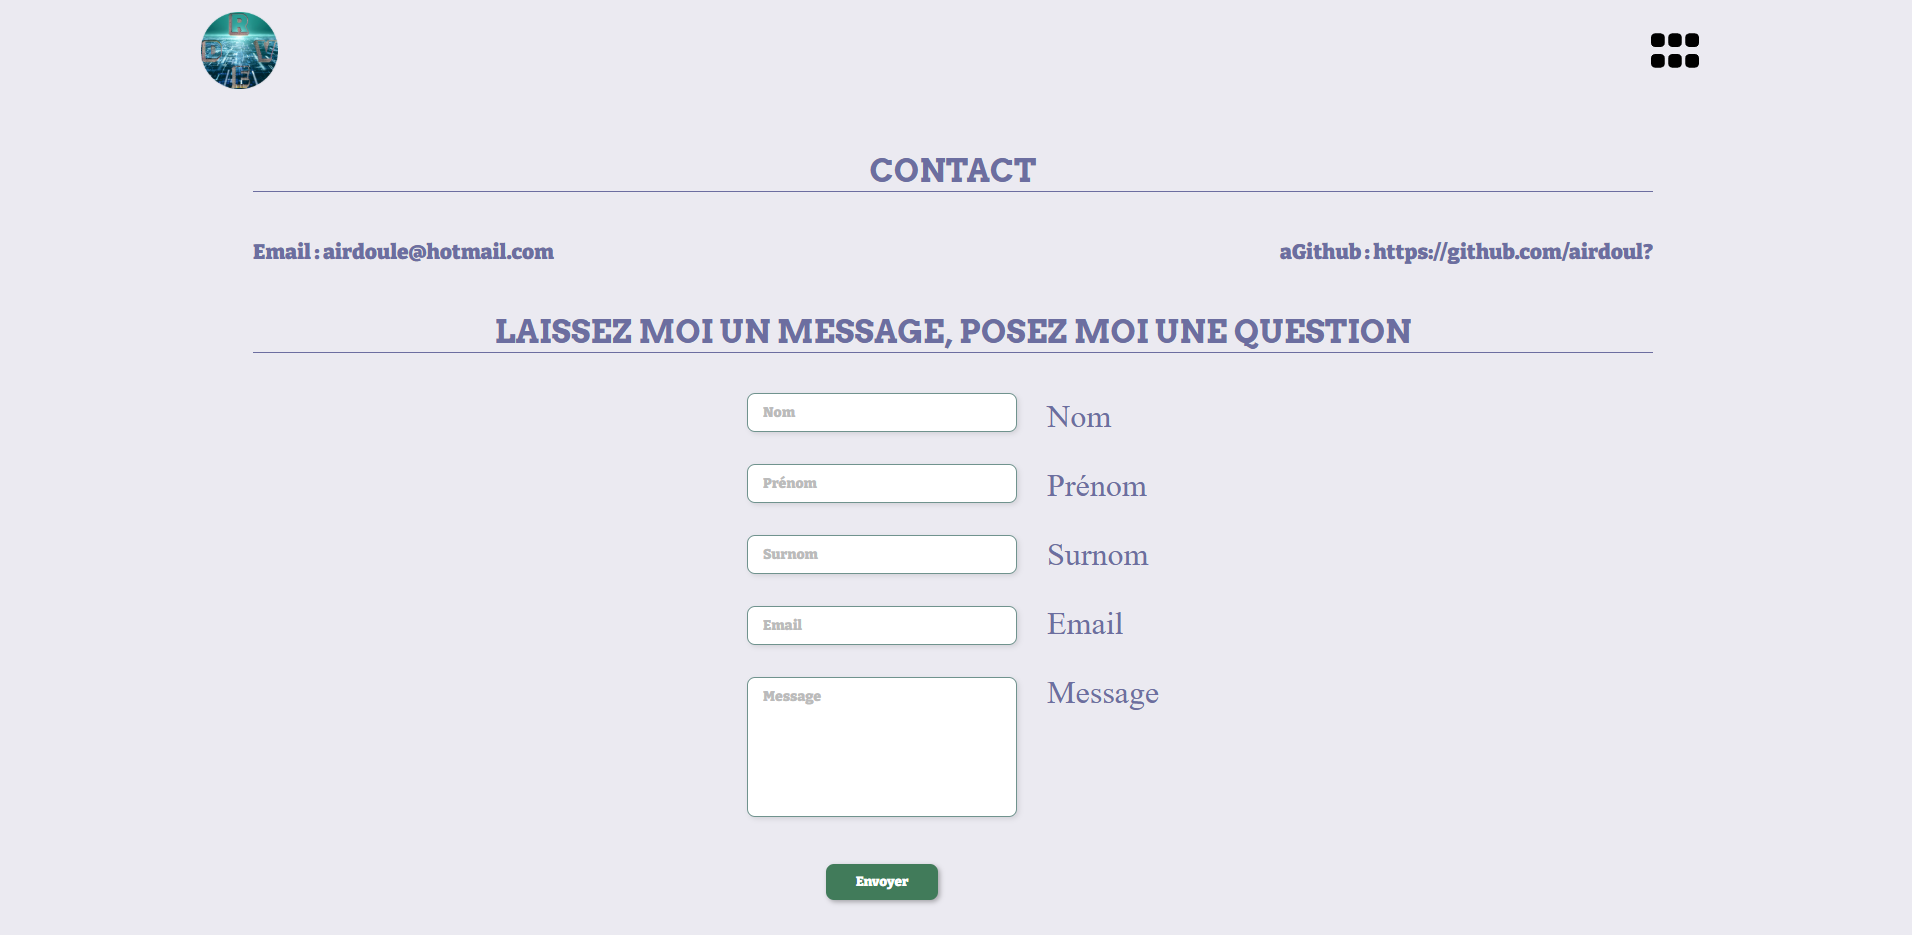 CONTACT
Email : airdoule@hotmail.com
aGithub : https://github.com/airdoul?
LAISSEZ MOI UN MESSAGE, POSEZ MOI UNE QUESTION
Nom Nom
Prénom Prénom
Surnom Surnom
Email Email
Message Message
Envoyer